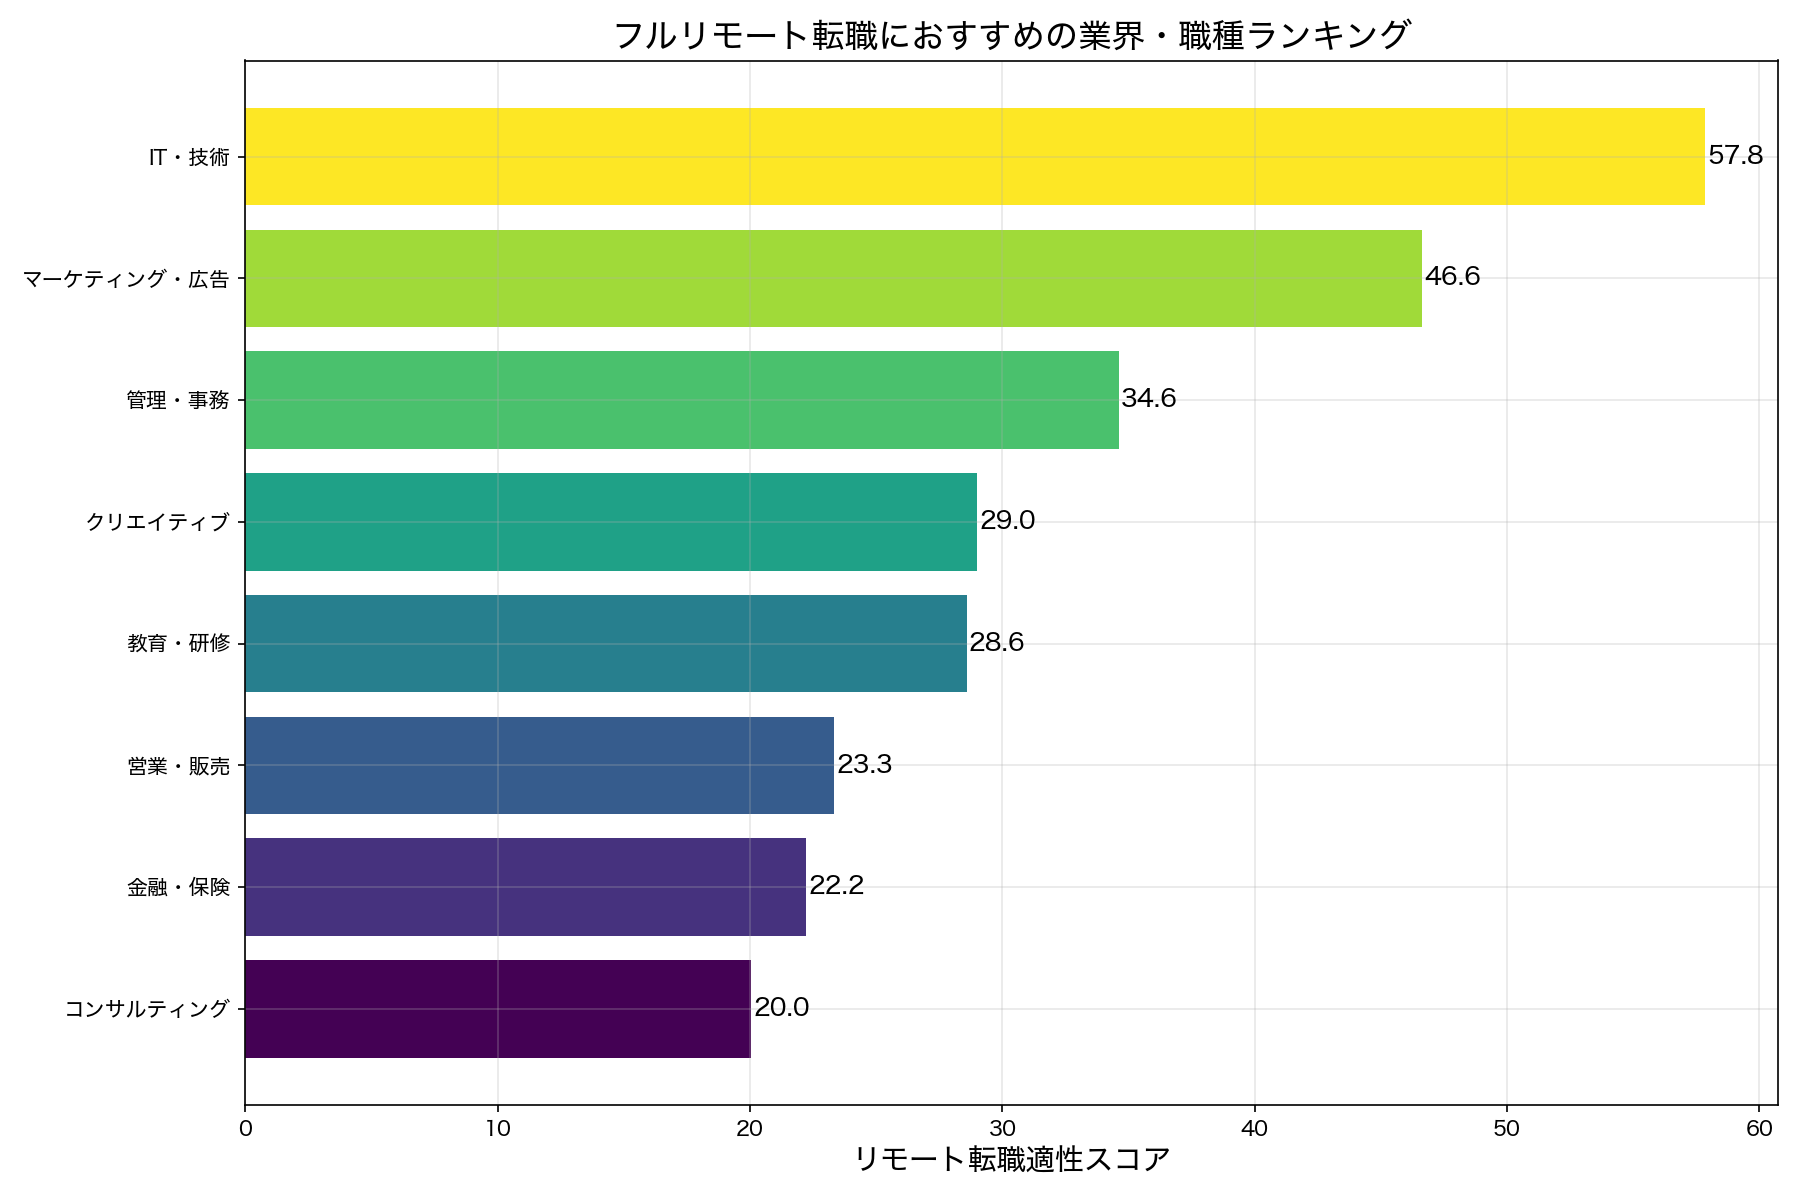 フルリモート転職におすすめの業界・職種ランキング
IT・技術
57.8
マーケティング・広告
46.6
管理・事務
34.6
クリエイティブ
29.0
教育・研修
28.6
営業・販売
23.3
金融・保険
22.2
コンサルティング
20.0
0 10 20 30 40 50 60
リモート転職適性スコア